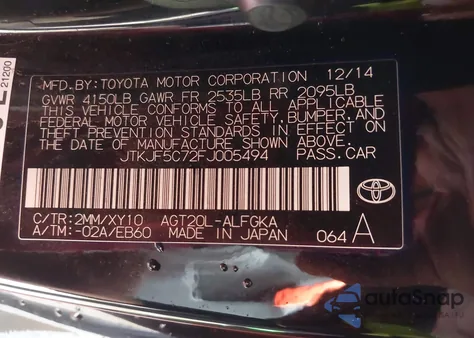 21200
MFD.BY:TOYOTA MOTOR CORPORATION 12/14
GVWR 4150LB GAWR FR 2535LB RR 2095LB
THIS VEHICLE CONFORMS TO ALL APPLICABLE
FEDERAL MOTOR VEHICLE SAFETY,BUMPER,AND
THEFT PREVENTION STANDARDS IN EFFECT
ON THE DATE OF MANUFACTURE SHOWN ABOVE.
JTKJF5C72FJ005494 PASS.CAR
C/TR:2MM/XY10 AGT20L-ALFGKA
A/TM:-02A/EB60 MADE IN JAPAN 064 A
autoSnap